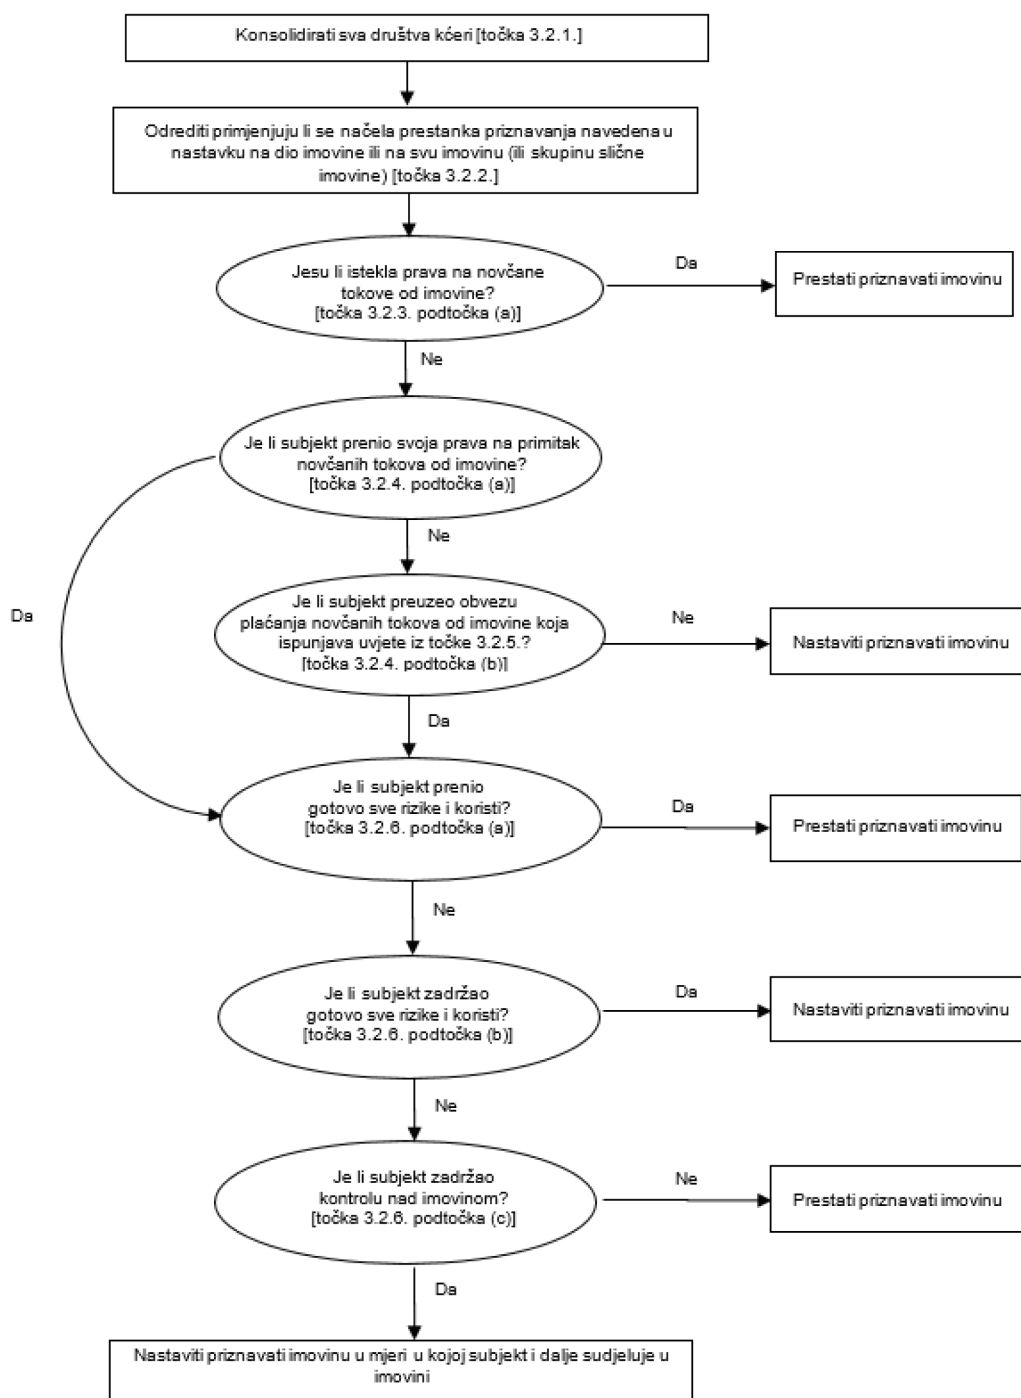 Konsolidirati sva društva kćeri [točka 3.2.1.]
Odrediti primjenjuju li se načela prestanka priznavanja navedena u
nastavku na dio imovine ili na svu imovinu (ili skupinu slične
imovine) [točka 3.2.2.]
Jesu li istekla prava na novčane
tokove od imovine?
[točka 3.2.3. podtočka (a)]
Da
Prestati priznavati imovinu
Ne
Je li subjekt prenio svoja prava na primitak
novčanih tokova od imovine?
[točka 3.2.4. podtočka (a)]
Ne
Da
Je li subjekt preuzeo obvezu
plaćanja novčanih tokova od imovine koja
ispunjava uvjete iz točke 3.2.5.?
[točka 3.2.4. podtočka (b)]
Ne
Nastaviti priznavati imovinu
Da
Je li subjekt prenio
gotovo sve rizike i koristi?
[točka 3.2.6. podtočka (a)]
Da
Prestati priznavati imovinu
Ne
Je li subjekt zadržao
gotovo sve rizike i koristi?
[točka 3.2.6. podtočka (b)]
Da
Nastaviti priznavati imovinu
Ne
Je li subjekt zadržao
kontrolu nad imovinom?
[točka 3.2.6. podtočka (c)]
Ne
Prestati priznavati imovinu
Da
Nastaviti priznavati imovinu u mjeri u kojoj subjekt i dalje sudjeluje u
imovini